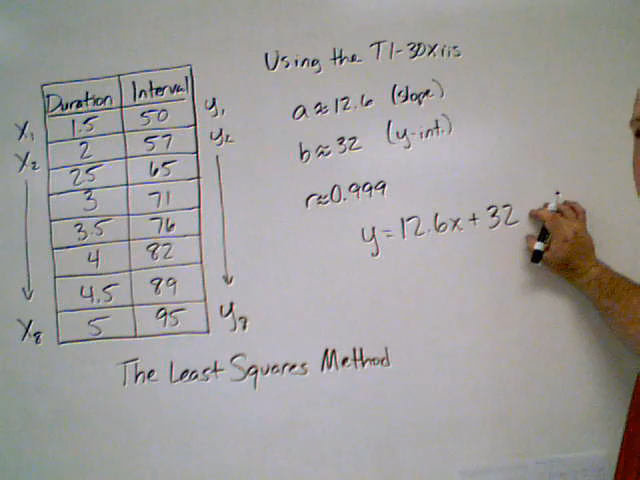 Using the TI-30Xiis
Duration Interval
x₁ 1.5 50 y₁
x₂ 2 57 y₂
25 65
3 71
3.5 76
4 82
4.5 89
x₈ 5 95 y₈
a≈12.6 (slope)
b≈32 (y-int.)
r≈0.999
y=12.6x+32
The Least Squares Method